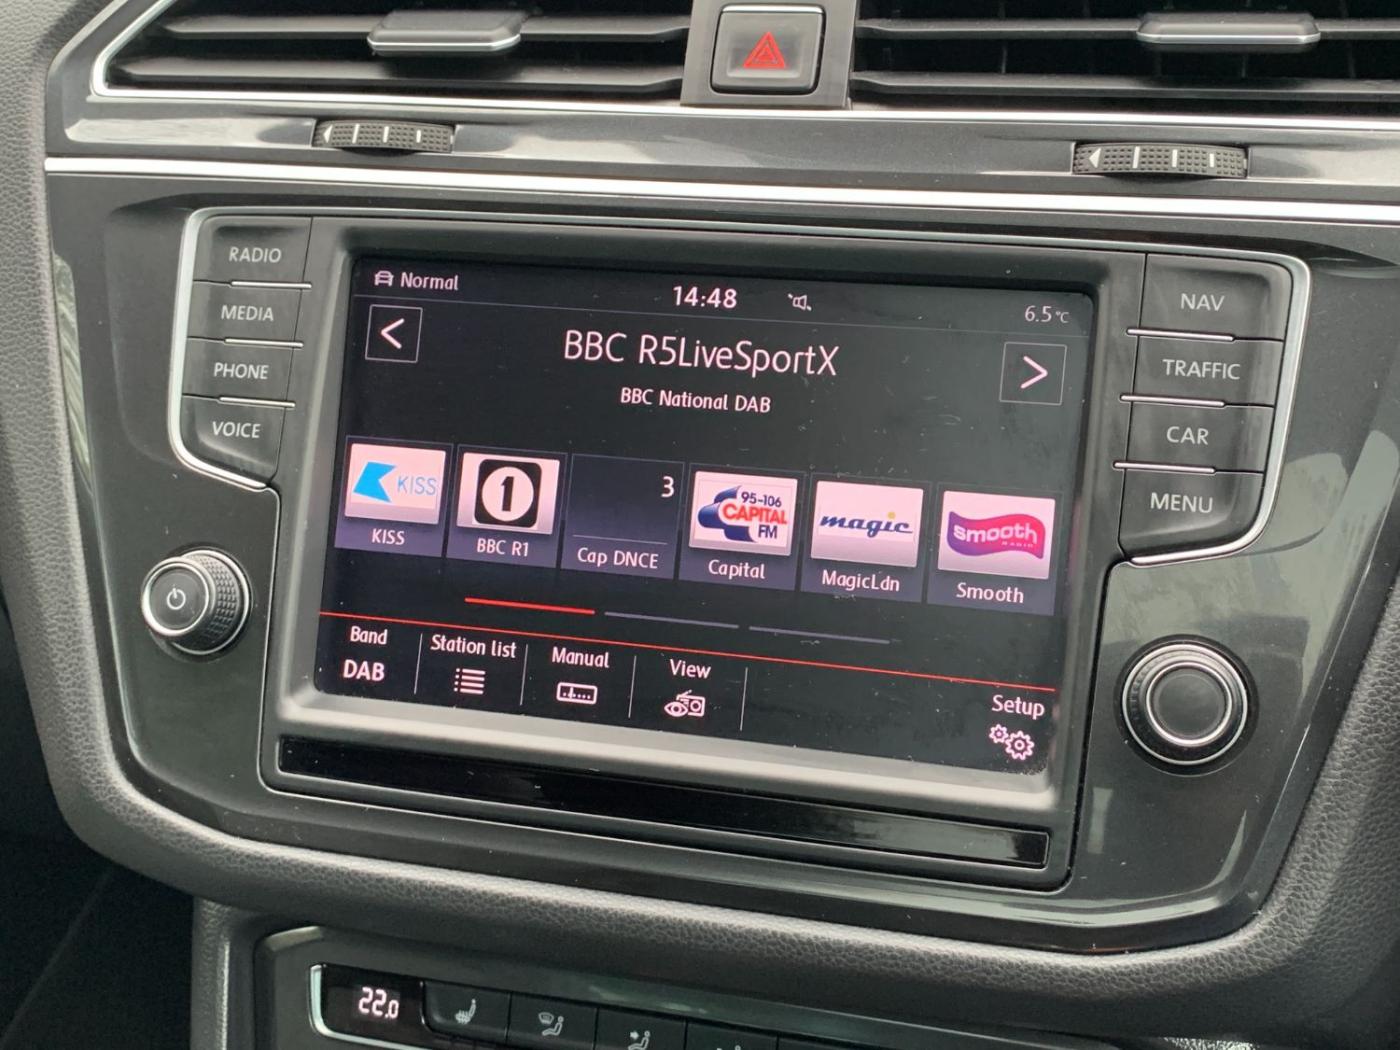 RADIO
MEDIA
PHONE
VOICE
Normal
14:48
6.5°C
<
BBC R5LiveSportX
>
BBC National DAB
KISS
KISS
1
BBC R1
3
Cap DNCE
95-106
CAPITAL
FM
Capital
magic
MagicLdn
smooth
RADIO
Smooth
Band
DAB
Station list
Manual
View
Setup
NAV
TRAFFIC
CAR
MENU
22.0